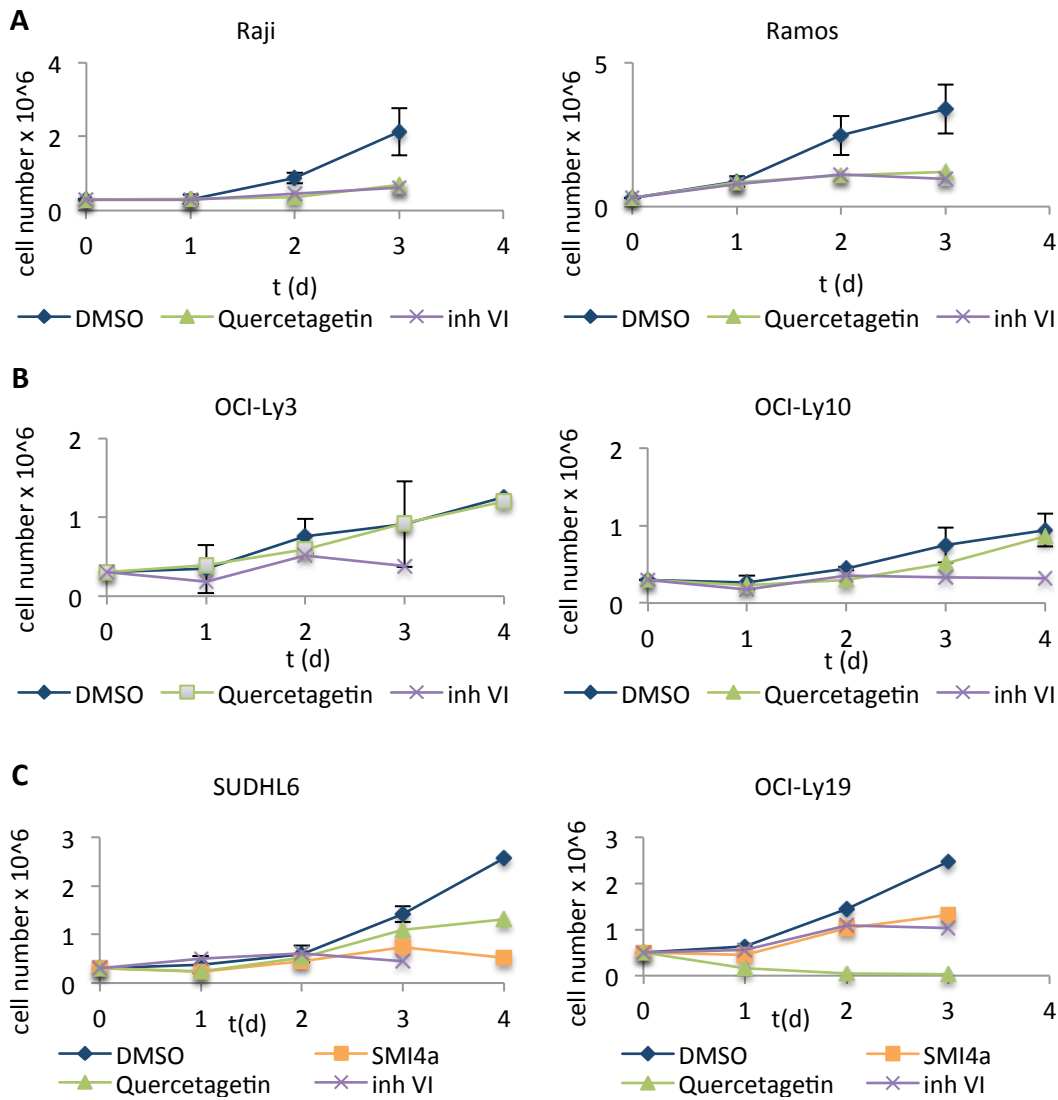 A
Raji
cell number x 10^6
4
2
0
0 1 2 3 4
t (d)
DMSO Quercetagetin inh VI
Ramos
cell number x 10^6
5
0
0 1 2 3 4
t (d)
DMSO Quercetagetin inh VI
B
OCI-Ly3
cell number x 10^6
2
1
0
0 1 2 3 4
t (d)
DMSO Quercetagetin inh VI
OCI-Ly10
cell number x 10^6
2
1
0
0 1 2 3 4
t (d)
DMSO Quercetagetin inh VI
C
SUDHL6
cell number x 10^6
3
2
1
0
0 1 2 3 4
t(d)
DMSO SMI4a
Quercetagetin inh VI
OCI-Ly19
cell number x 10^6
3
2
1
0
0 1 2 3 4
t(d)
DMSO SMI4a
Quercetagetin inh VI